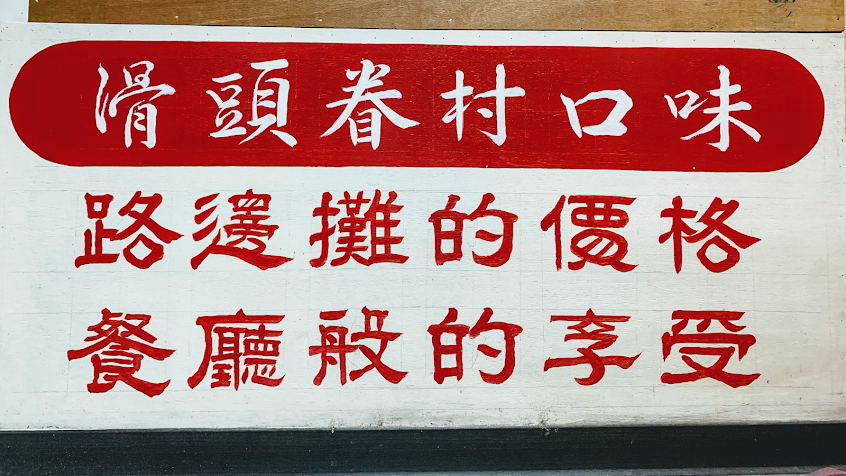 滑頭眷村口味
路邊攤的價格
餐廳般的享受